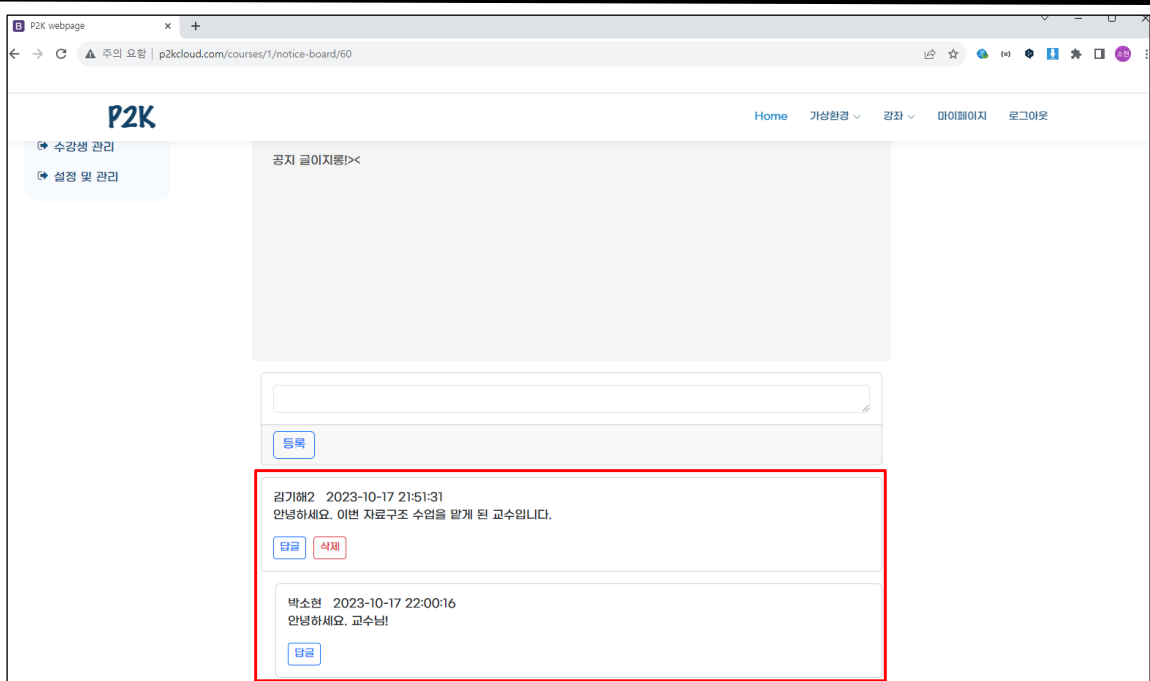 P2K webpage
주의 요함 | p2kcloud.com/courses/1/notice-board/60
소현
P2K
Home 가상환경 강좌 마이페이지 로그아웃
수강생 관리
설정 및 관리
공지 글이지롱!><
등록
김기해2 2023-10-17 21:51:31
안녕하세요. 이번 자료구조 수업을 맡게 된 교수입니다.
답글 삭제
박소현 2023-10-17 22:00:16
안녕하세요. 교수님!
답글